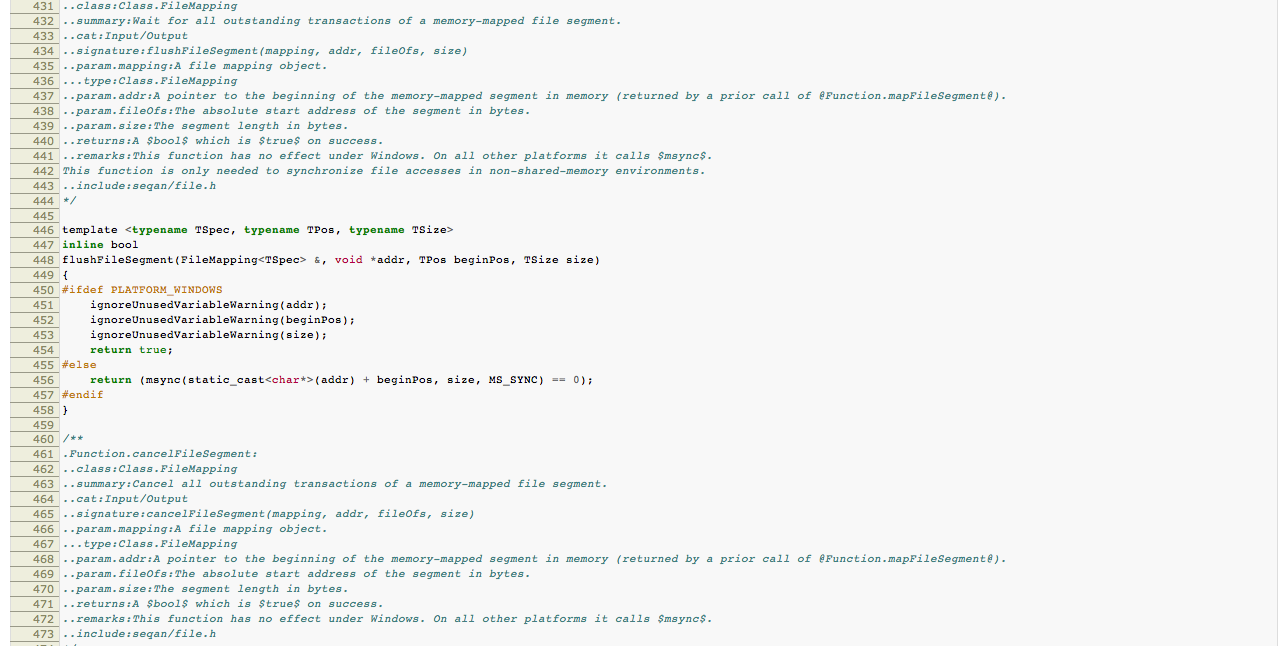 431 ..class:Class.FileMapping
432 ..summary:Wait for all outstanding transactions of a memory-mapped file segment.
433 ..cat:Input/Output
434 ..signature:flushFileSegment(mapping, addr, fileOfs, size)
435 ..param.mapping:A file mapping object.
436 ...type:Class.FileMapping
437 ..param.addr:A pointer to the beginning of the memory-mapped segment in memory (returned by a prior call of @Function.mapFileSegment@).
438 ..param.fileOfs:The absolute start address of the segment in bytes.
439 ..param.size:The segment length in bytes.
440 ..returns:A $bool$ which is $true$ on success.
441 ..remarks:This function has no effect under Windows. On all other platforms it calls $msync$.
442 This function is only needed to synchronize file accesses in non-shared-memory environments.
443 ..include:seqan/file.h
444 */
445
446 template <typename TSpec, typename TPos, typename TSize>
447 inline bool
448 flushFileSegment(FileMapping<TSpec> &, void *addr, TPos beginPos, TSize size)
449 {
450 #ifdef PLATFORM_WINDOWS
451     ignoreUnusedVariableWarning(addr);
452     ignoreUnusedVariableWarning(beginPos);
453     ignoreUnusedVariableWarning(size);
454     return true;
455 #else
456     return (msync(static_cast<char*>(addr) + beginPos, size, MS_SYNC) == 0);
457 #endif
458 }
459
460 /**
461 .Function.cancelFileSegment:
462 ..class:Class.FileMapping
463 ..summary:Cancel all outstanding transactions of a memory-mapped file segment.
464 ..cat:Input/Output
465 ..signature:cancelFileSegment(mapping, addr, fileOfs, size)
466 ..param.mapping:A file mapping object.
467 ...type:Class.FileMapping
468 ..param.addr:A pointer to the beginning of the memory-mapped segment in memory (returned by a prior call of @Function.mapFileSegment@).
469 ..param.fileOfs:The absolute start address of the segment in bytes.
470 ..param.size:The segment length in bytes.
471 ..returns:A $bool$ which is $true$ on success.
472 ..remarks:This function has no effect under Windows. On all other platforms it calls $msync$.
473 ..include:seqan/file.h